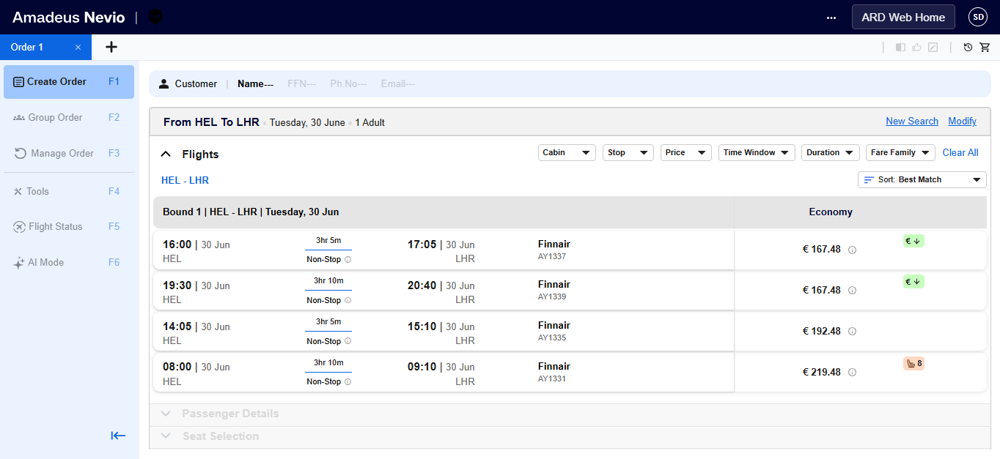 Amadeus Nevio |
ARD Web Home
SD
Order 1
Create Order F1
Group Order F2
Manage Order F3
Tools F4
Flight Status F5
AI Mode F6
Customer | Name--- FFN--- Ph.No--- Email---
From HEL To LHR Tuesday, 30 June 1 Adult
New Search Modify
Flights
Cabin Stop Price Time Window Duration Fare Family Clear All
HEL - LHR
Sort: Best Match
Bound 1 | HEL - LHR | Tuesday, 30 Jun Economy
16:00 | 30 Jun 3hr 5m 17:05 | 30 Jun Finnair
HEL Non-Stop LHR AY1337
€ 167.48 € ↓
19:30 | 30 Jun 3hr 10m 20:40 | 30 Jun Finnair
HEL Non-Stop LHR AY1339
€ 167.48 € ↓
14:05 | 30 Jun 3hr 5m 15:10 | 30 Jun Finnair
HEL Non-Stop LHR AY1335
€ 192.48
08:00 | 30 Jun 3hr 10m 09:10 | 30 Jun Finnair
HEL Non-Stop LHR AY1331
€ 219.48 8
Passenger Details
Seat Selection